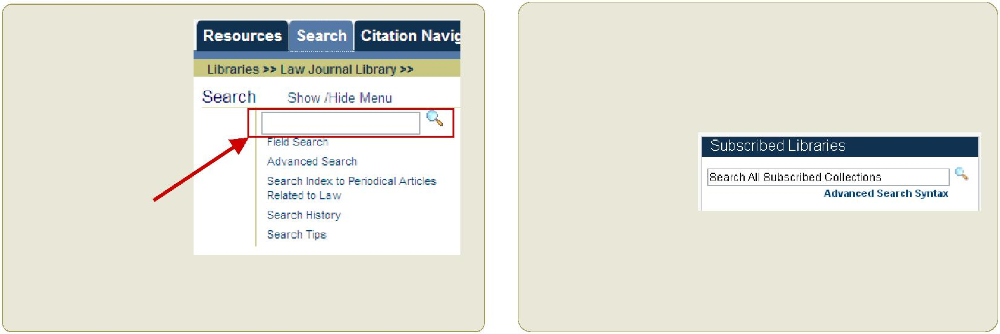 Resources Search Citation Navig
Libraries >> Law Journal Library >>
Search Show /Hide Menu
Field Search
Advanced Search
Search Index to Periodical Articles
Related to Law
Search History
Search Tips
Subscribed Libraries
Search All Subscribed Collections
Advanced Search Syntax